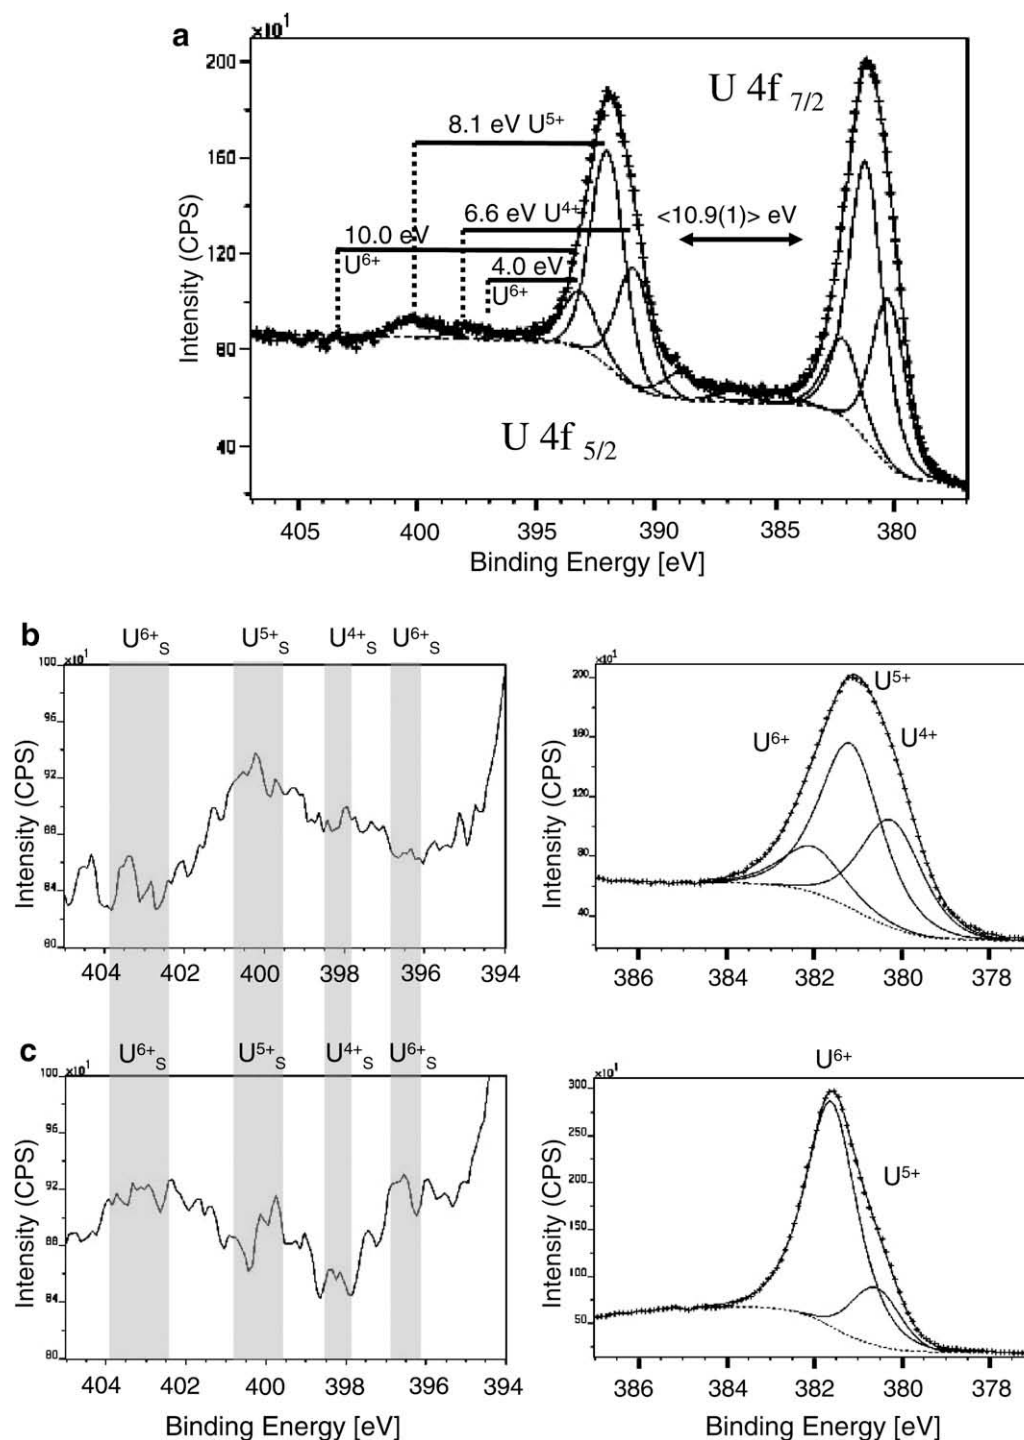 a
×10¹
200
160
120
80
40
Intensity (CPS)
U 4f 7/2
8.1 eV U5+
6.6 eV U4+
<10.9(1)> eV
10.0 eV
U6+
4.0 eV
U6+
U 4f 5/2
405 400 395 390 385 380
Binding Energy [eV]
b
U6+S U5+S U4+S U6+S
100 ×10¹
96
92
88
84
80
Intensity (CPS)
404 402 400 398 396 394
×10¹
200
160
120
80
40
Intensity (CPS)
U5+
U6+
U4+
386 384 382 380 378
c
U6+S U5+S U4+S U6+S
100 ×10¹
96
92
88
84
80
Intensity (CPS)
404 402 400 398 396 394
Binding Energy [eV]
U6+
300 ×10¹
250
200
150
100
50
Intensity (CPS)
U5+
386 384 382 380 378
Binding Energy [eV]